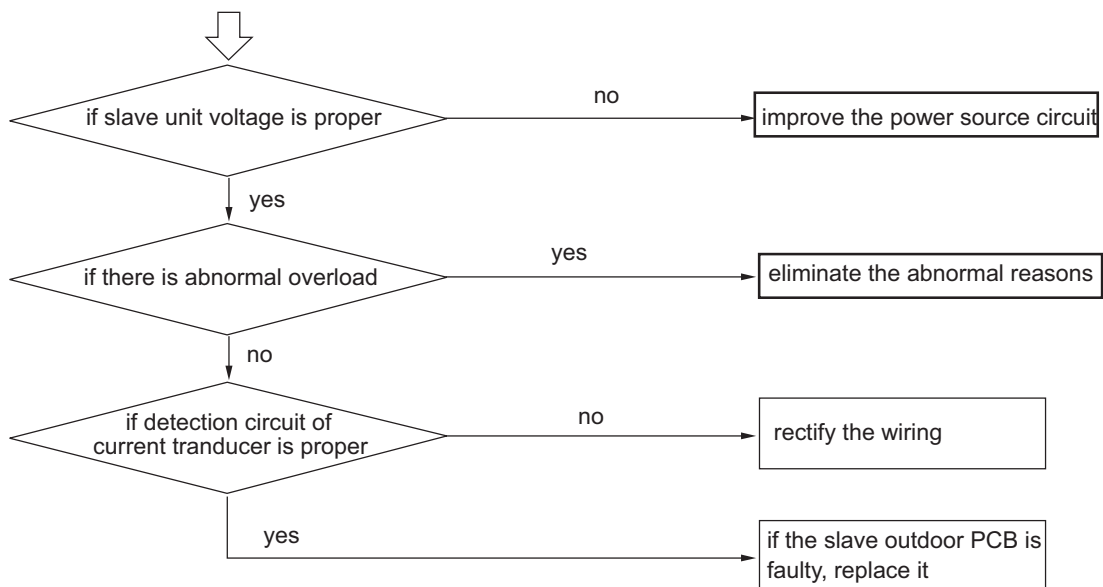 if slave unit voltage is proper
no
improve the power source circuit
yes
if there is abnormal overload
yes
eliminate the abnormal reasons
no
if detection circuit of
current tranducer is proper
no
rectify the wiring
yes
if the slave outdoor PCB is
faulty, replace it